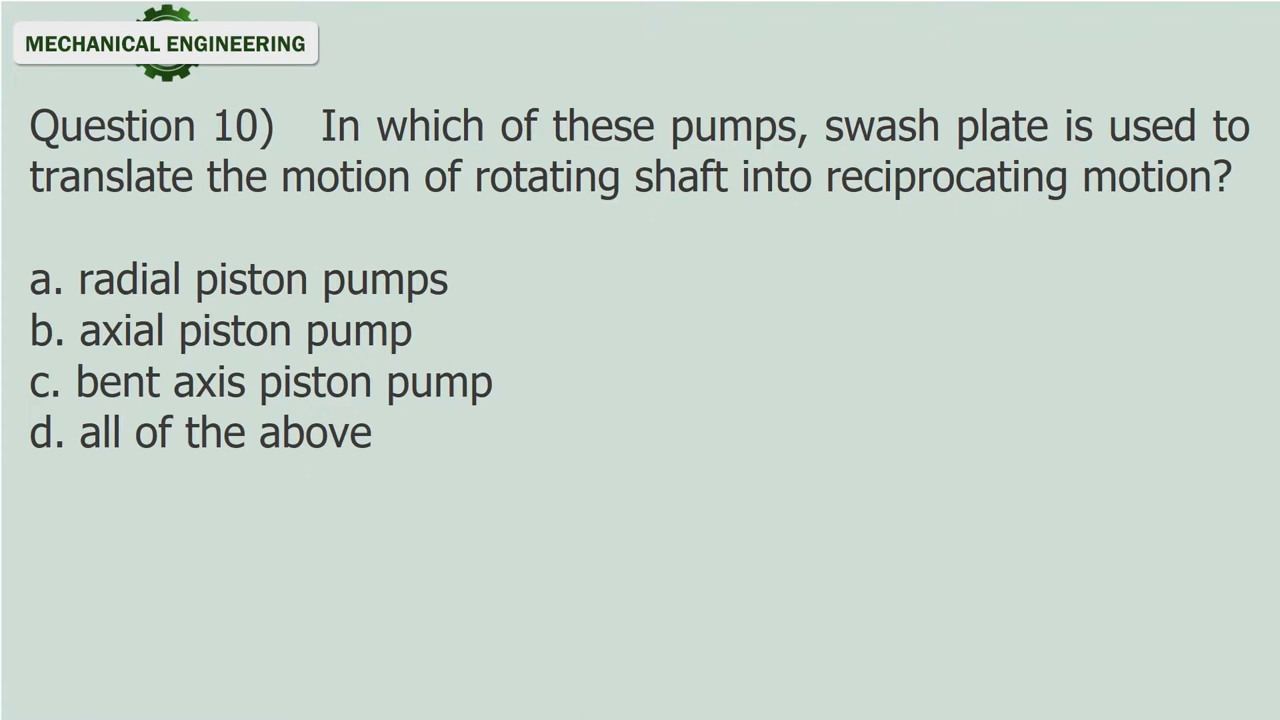 MECHANICAL ENGINEERING
Question 10) In which of these pumps, swash plate is used to
translate the motion of rotating shaft into reciprocating motion?
a. radial piston pumps
b. axial piston pump
c. bent axis piston pump
d. all of the above